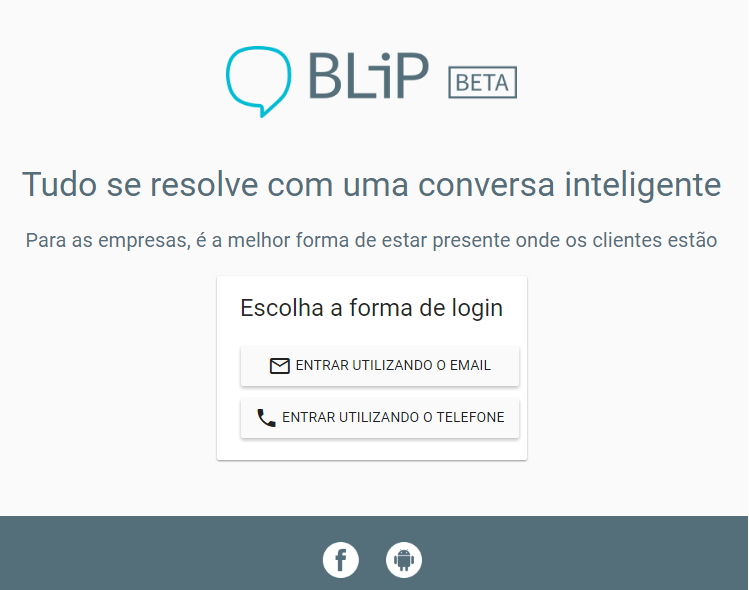 BLiP BETA
Tudo se resolve com uma conversa inteligente
Para as empresas, é a melhor forma de estar presente onde os clientes estão
Escolha a forma de login
ENTRAR UTILIZANDO O EMAIL
ENTRAR UTILIZANDO O TELEFONE